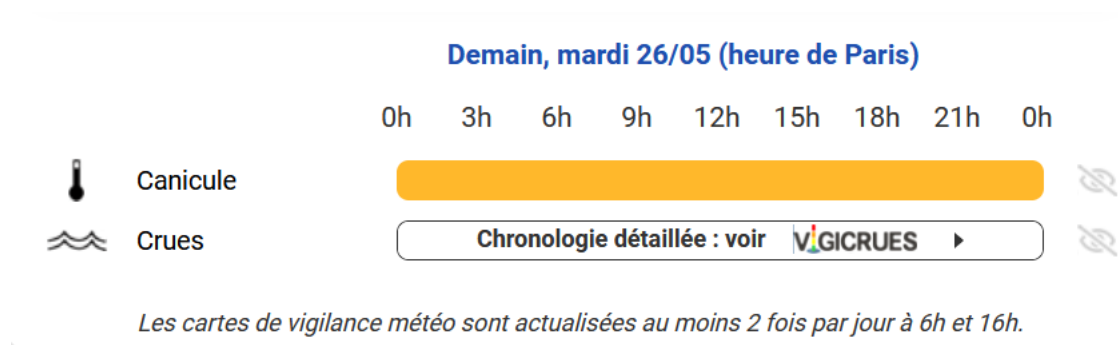 Demain, mardi 26/05 (heure de Paris)
0h 3h 6h 9h 12h 15h 18h 21h 0h
Canicule
Crues Chronologie détaillée : voir VIGICRUES
Les cartes de vigilance météo sont actualisées au moins 2 fois par jour à 6h et 16h.